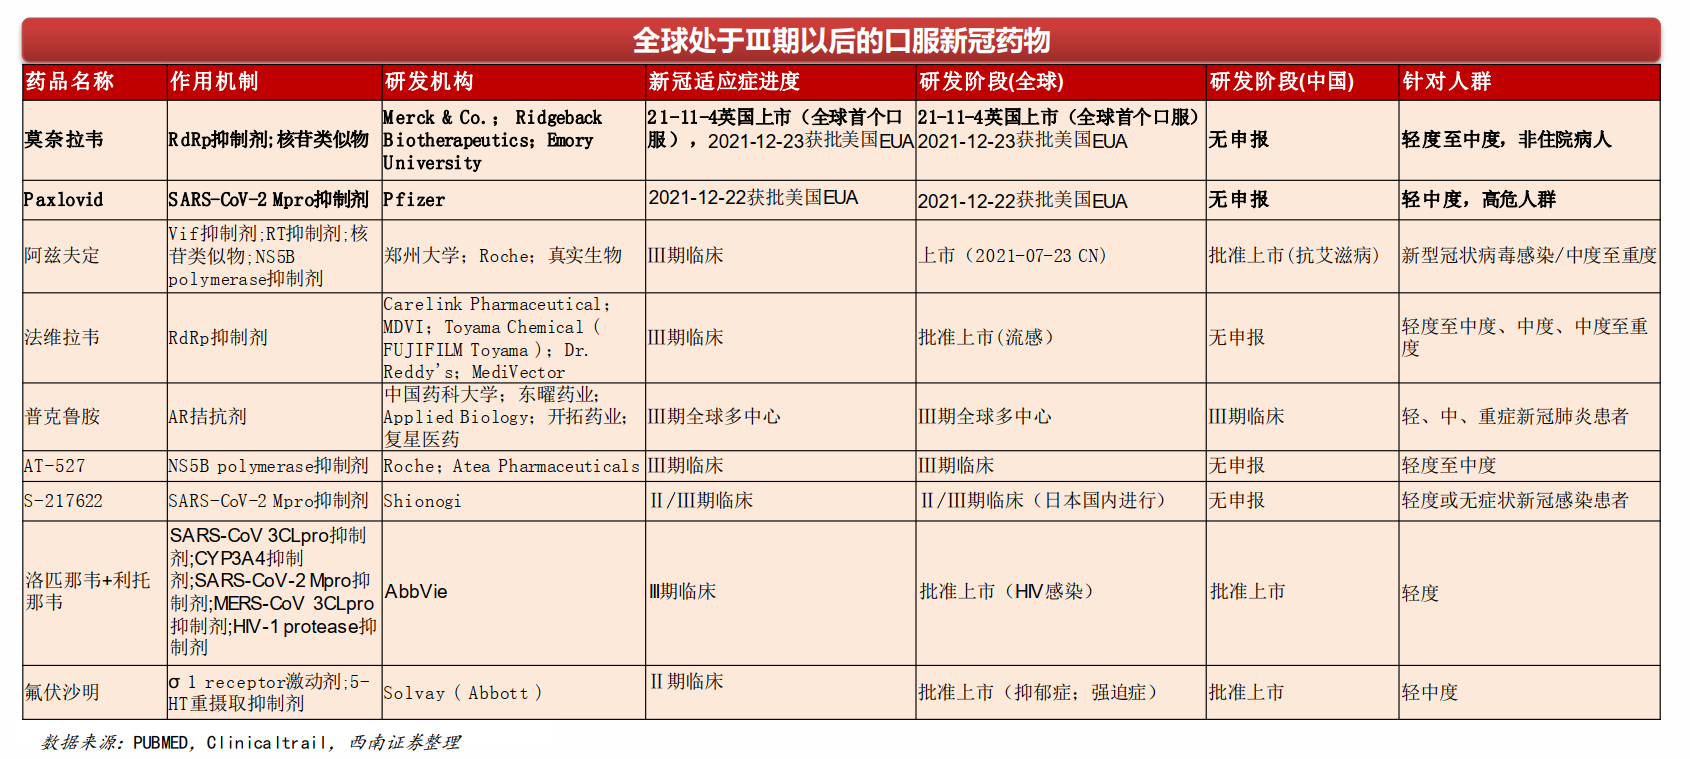 全球处于Ⅲ期以后的口服新冠药物
药品名称 作用机制 研发机构 新冠适应症进度 研发阶段(全球) 研发阶段(中国) 针对人群
莫奈拉韦
RdRp抑制剂;核苷类似物
Merck & Co.; Ridgeback
Biotherapeutics; Emory
University
21-11-4英国上市（全球首个口
服），2021-12-23获批美国EUA
21-11-4英国上市（全球首个口服）
2021-12-23获批美国EUA
无申报
轻度至中度，非住院病人
Paxlovid
SARS-CoV-2 Mpro抑制剂
Pfizer
2021-12-22获批美国EUA
2021-12-22获批美国EUA
无申报
轻中度，高危人群
阿兹夫定
Vif抑制剂;RT抑制剂;核
苷类似物;NS5B
polymerase抑制剂
郑州大学；Roche；真实生物
Ⅲ期临床
上市（2021-07-23 CN)
批准上市(抗艾滋病)
新型冠状病毒感染/中度至重度
法维拉韦
RdRp抑制剂
Carelink Pharmaceutical;
MDVI; Toyama Chemical (
FUJIFILM Toyama ); Dr.
Reddy's; MediVector
Ⅲ期临床
批准上市(流感）
无申报
轻度至中度、中度、中度至重
度
普克鲁胺
AR拮抗剂
中国药科大学；东曜药业；
Applied Biology；开拓药业；
复星医药
Ⅲ期全球多中心
Ⅲ期全球多中心
Ⅲ期临床
轻、中、重症新冠肺炎患者
AT-527
NS5B polymerase抑制剂
Roche; Atea Pharmaceuticals
Ⅲ期临床
Ⅲ期临床
无申报
轻度至中度
S-217622
SARS-CoV-2 Mpro抑制剂
Shionogi
Ⅱ/Ⅲ期临床
Ⅱ/Ⅲ期临床（日本国内进行）
无申报
轻度或无症状新冠感染患者
洛匹那韦+利托
那韦
SARS-CoV 3CLpro抑制
剂;CYP3A4抑制
剂;SARS-CoV-2 Mpro抑
制剂;MERS-CoV 3CLpro
抑制剂;HIV-1 protease抑
制剂
AbbVie
Ⅲ期临床
批准上市（HIV感染）
批准上市
轻度
氟伏沙明
σ1 receptor激动剂;5-
HT重摄取抑制剂
Solvay ( Abbott )
Ⅱ期临床
批准上市（抑郁症；强迫症）
批准上市
轻中度
数据来源：PUBMED, Clinicaltrail, 西南证券整理